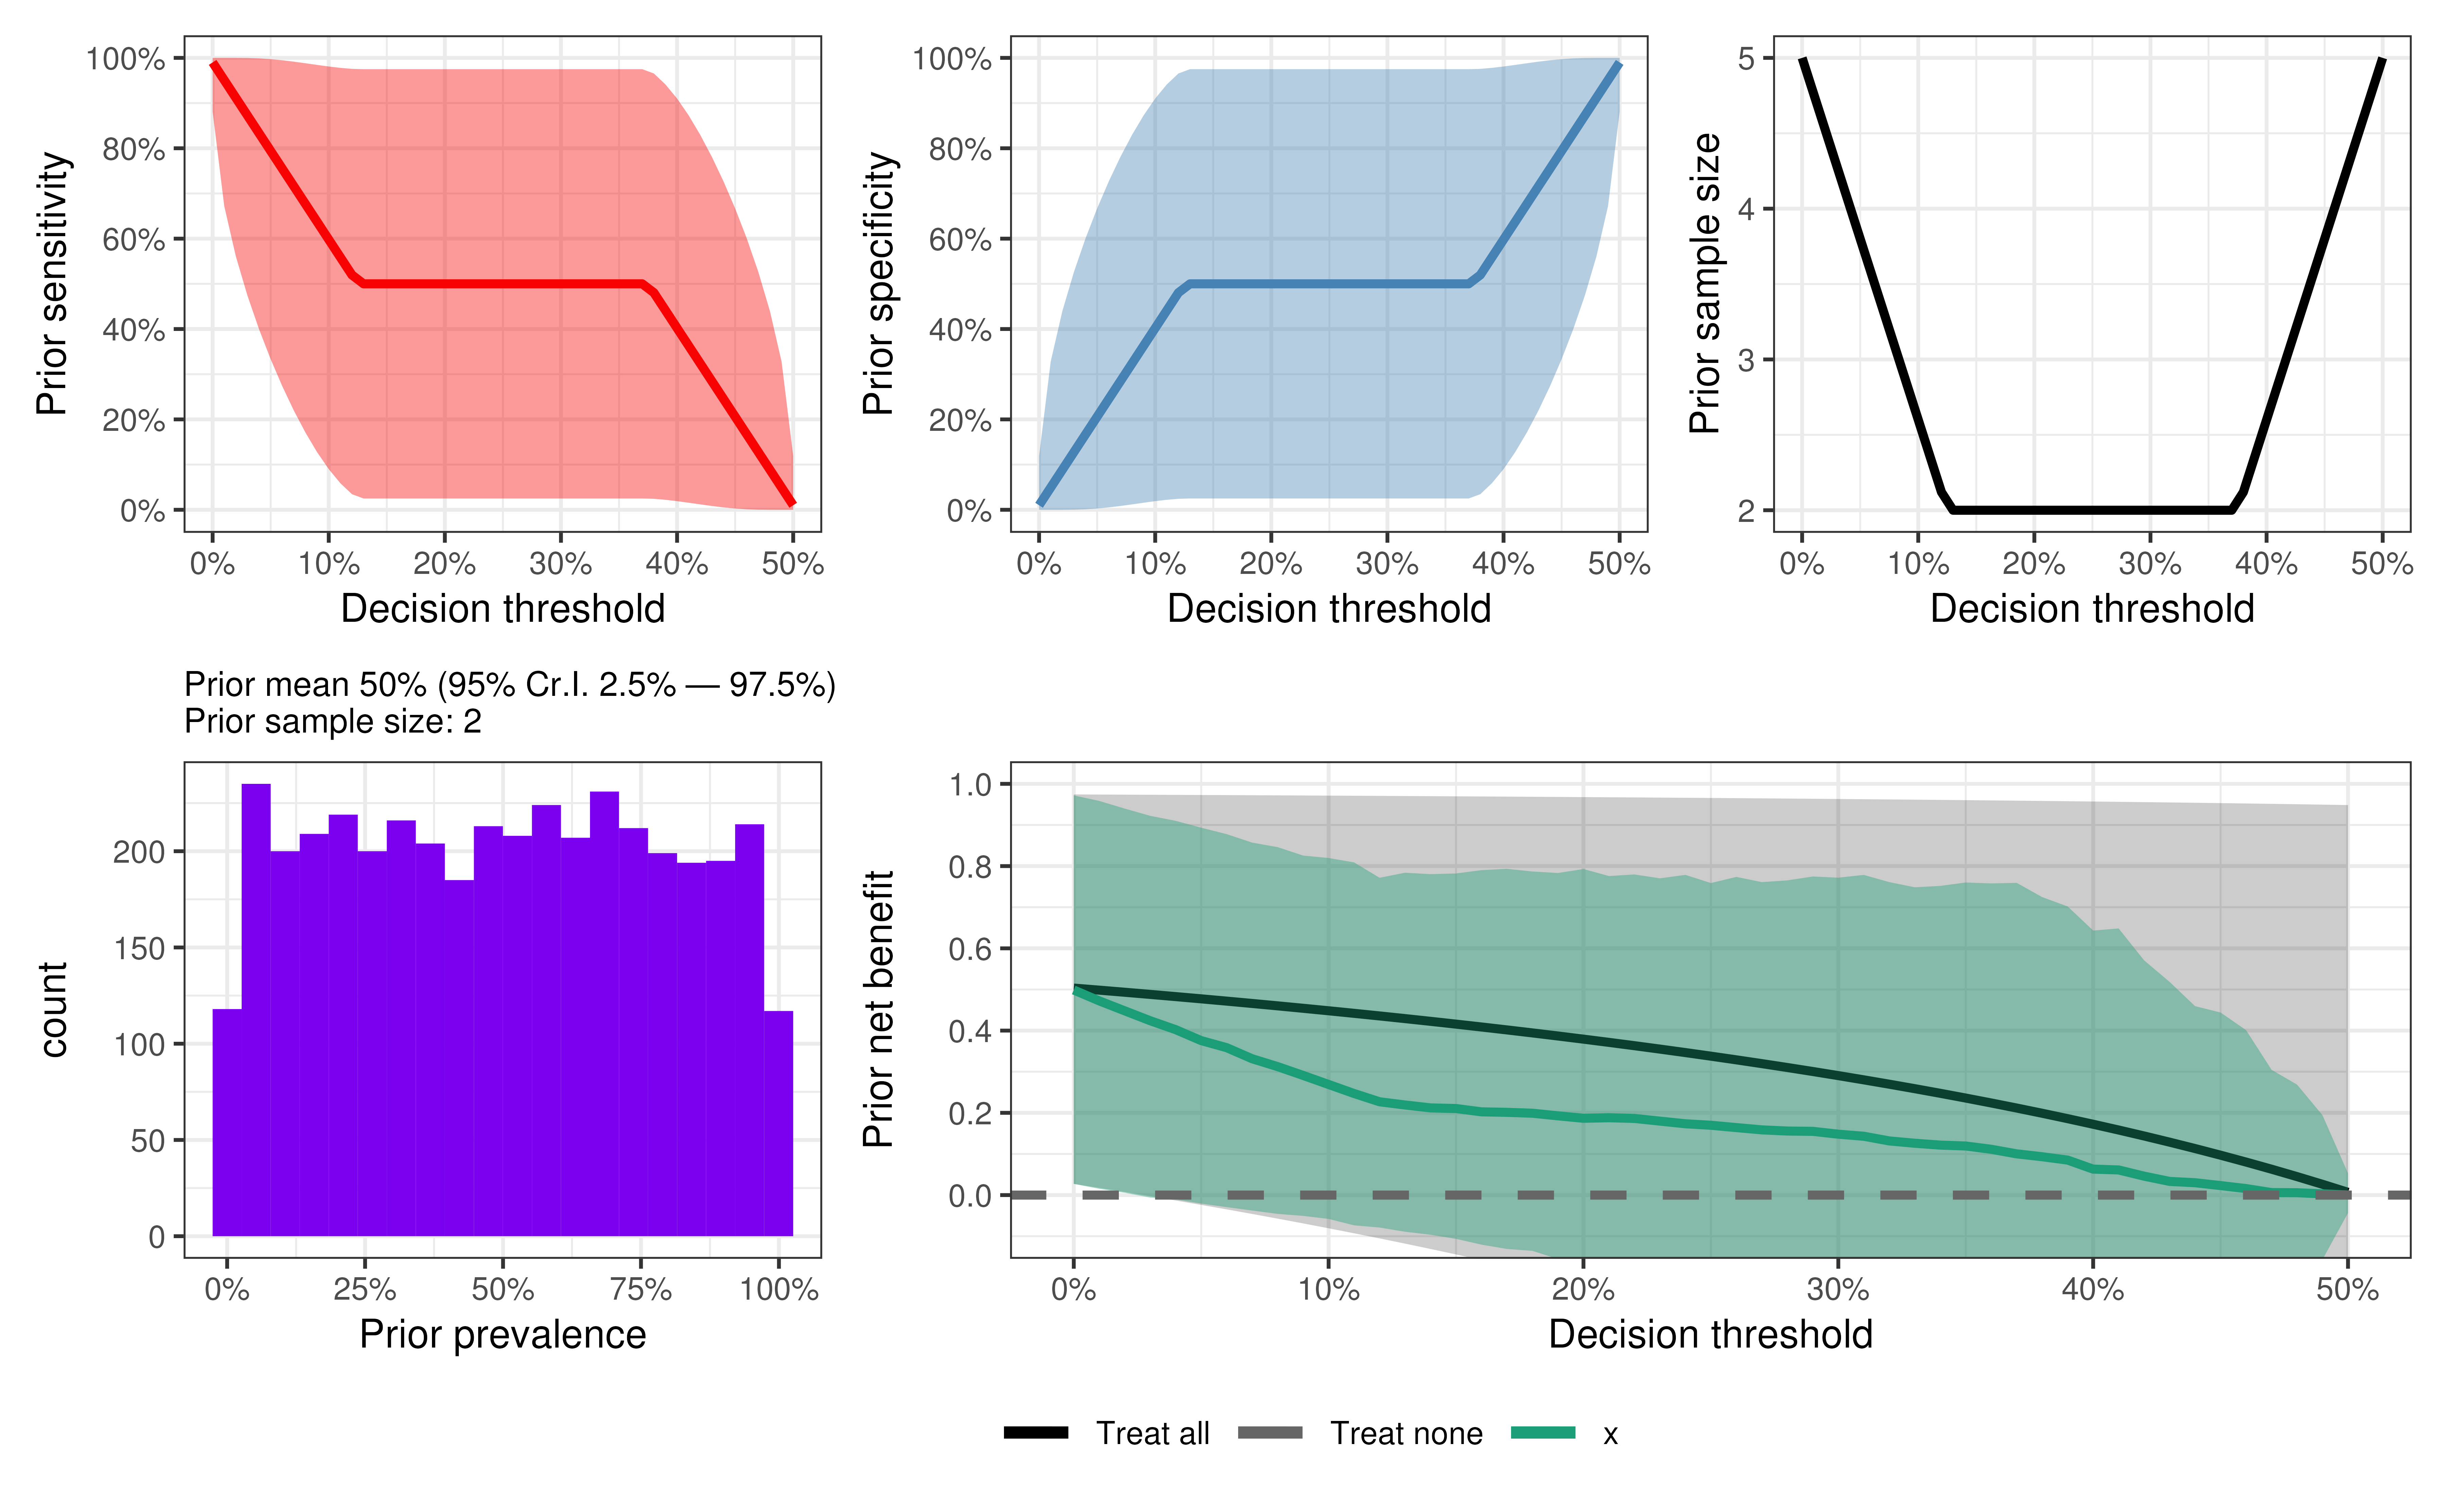 Prior sensitivity
100%
80%
60%
40%
20%
0%
0% 10% 20% 30% 40% 50%
Decision threshold
Prior specificity
100%
80%
60%
40%
20%
0%
0% 10% 20% 30% 40% 50%
Decision threshold
Prior sample size
5
4
3
2
0% 10% 20% 30% 40% 50%
Decision threshold
Prior mean 50% (95% Cr.I. 2.5% — 97.5%)
Prior sample size: 2
count
200
150
100
50
0
0% 25% 50% 75% 100%
Prior prevalence
Prior net benefit
1.0
0.8
0.6
0.4
0.2
0.0
0% 10% 20% 30% 40% 50%
Decision threshold
Treat all Treat none x